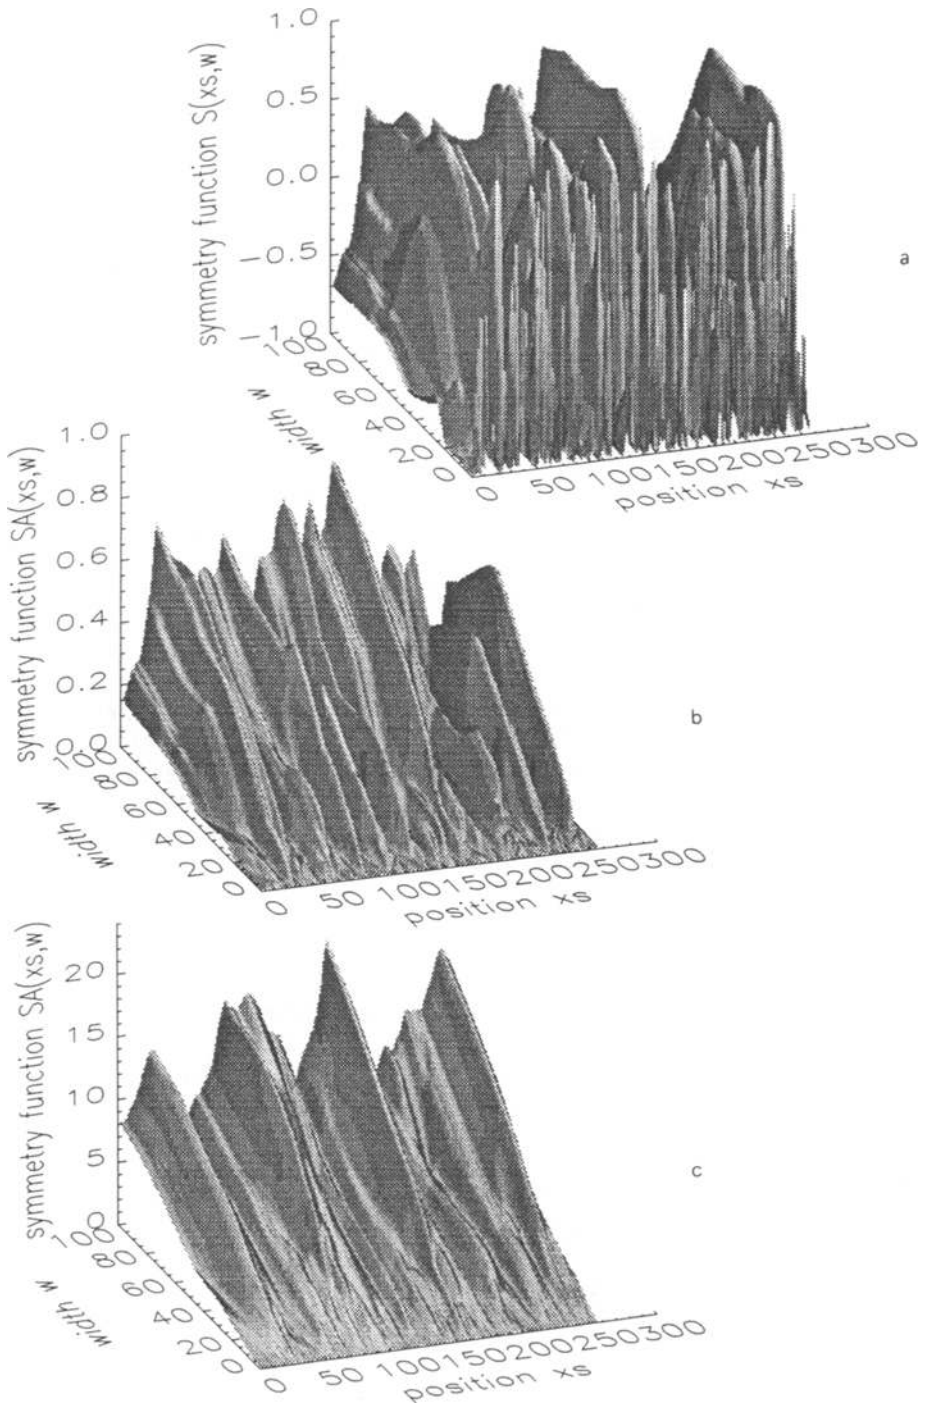 symmetry function S(xs,w)
1.0
0.5
0.0
−0.5
−1.0
100
80
60
40
20
0
width w
0 50 100 150 200 250 300
position xs
a
symmetry function SA(xs,w)
1.0
0.8
0.6
0.4
0.2
0.0
100
80
60
40
20
0
width w
0 50 100 150 200 250 300
position xs
b
symmetry function SA(xs,w)
20
15
10
5
0
100
80
60
40
20
0
width w
0 50 100 150 200 250 300
position xs
c